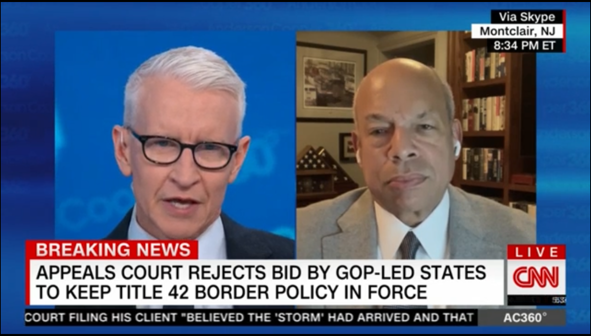 Via Skype
Montclair, NJ
8:34 PM ET
BREAKING NEWS
LIVE
APPEALS COURT REJECTS BID BY GOP-LED STATES
TO KEEP TITLE 42 BORDER POLICY IN FORCE
CNN
COURT FILING HIS CLIENT "BELIEVED THE 'STORM' HAD ARRIVED AND THAT
AC360°